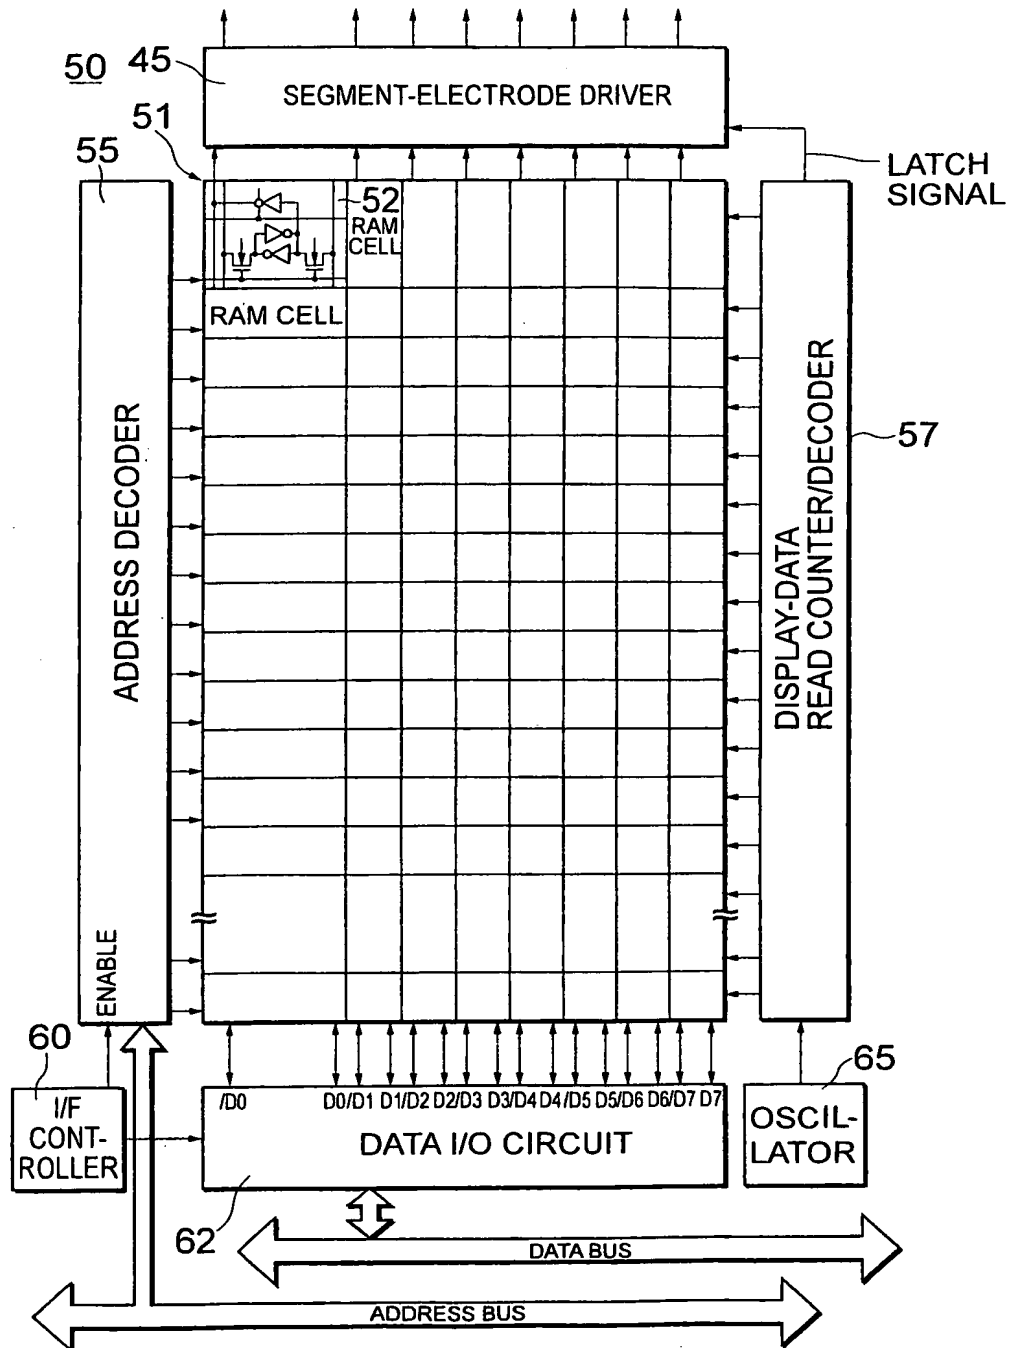 50
45
SEGMENT-ELECTRODE DRIVER
51
55
LATCH
SIGNAL
52
RAM
CELL
RAM CELL
ADDRESS DECODER
ENABLE
DISPLAY-DATA
READ COUNTER/DECODER
57
60
I/F
CONT-
ROLLER
/D0 D0/D1 D1/D2 D2/D3 D3/D4 D4/D5 D5/D6 D6/D7 D7
DATA I/O CIRCUIT
62
65
OSCIL-
LATOR
DATA BUS
ADDRESS BUS